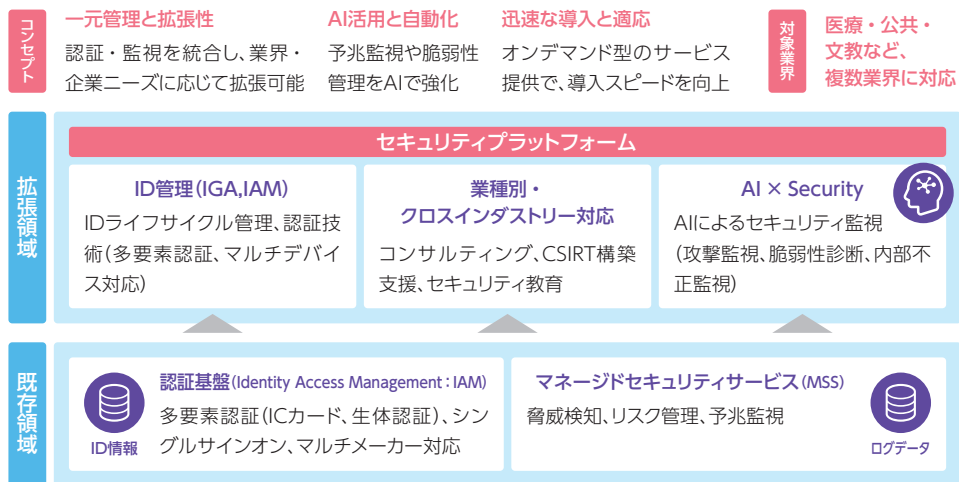 コンセプト
一元管理と拡張性
認証・監視を統合し、業界・
企業ニーズに応じて拡張可能
AI活用と自動化
予兆監視や脆弱性
管理をAIで強化
迅速な導入と適応
オンデマンド型のサービス
提供で、導入スピードを向上
対象業界
医療・公共・
文教など、
複数業界に対応
拡張領域
セキュリティプラットフォーム
ID管理(IGA,IAM)
IDライフサイクル管理、認証技
術(多要素認証、マルチデバイ
ス対応)
業種別・
クロスインダストリー対応
コンサルティング、CSIRT構築
支援、セキュリティ教育
AI × Security
AIによるセキュリティ監視
(攻撃監視、脆弱性診断、内部不
正監視)
既存領域
ID情報
認証基盤(Identity Access Management：IAM)
多要素認証(ICカード、生体認証)、シン
グルサインオン、マルチメーカー対応
マネージドセキュリティサービス(MSS)
脅威検知、リスク管理、予兆監視
ログデータ